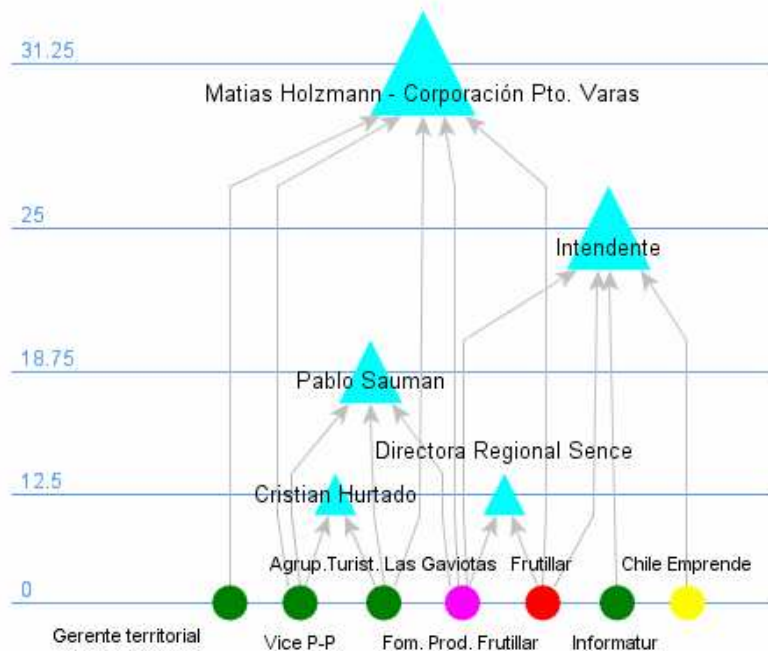 31.25
Matias Holzmann - Corporación Pto. Varas
25
Intendente
18.75
Pablo Sauman
Directora Regional Sence
12.5
Cristian Hurtado
Agrup.Turist. Las Gaviotas
Frutillar
Chile Emprende
0
Gerente territorial
Vice P-P
Fom. Prod. Frutillar
Informatur